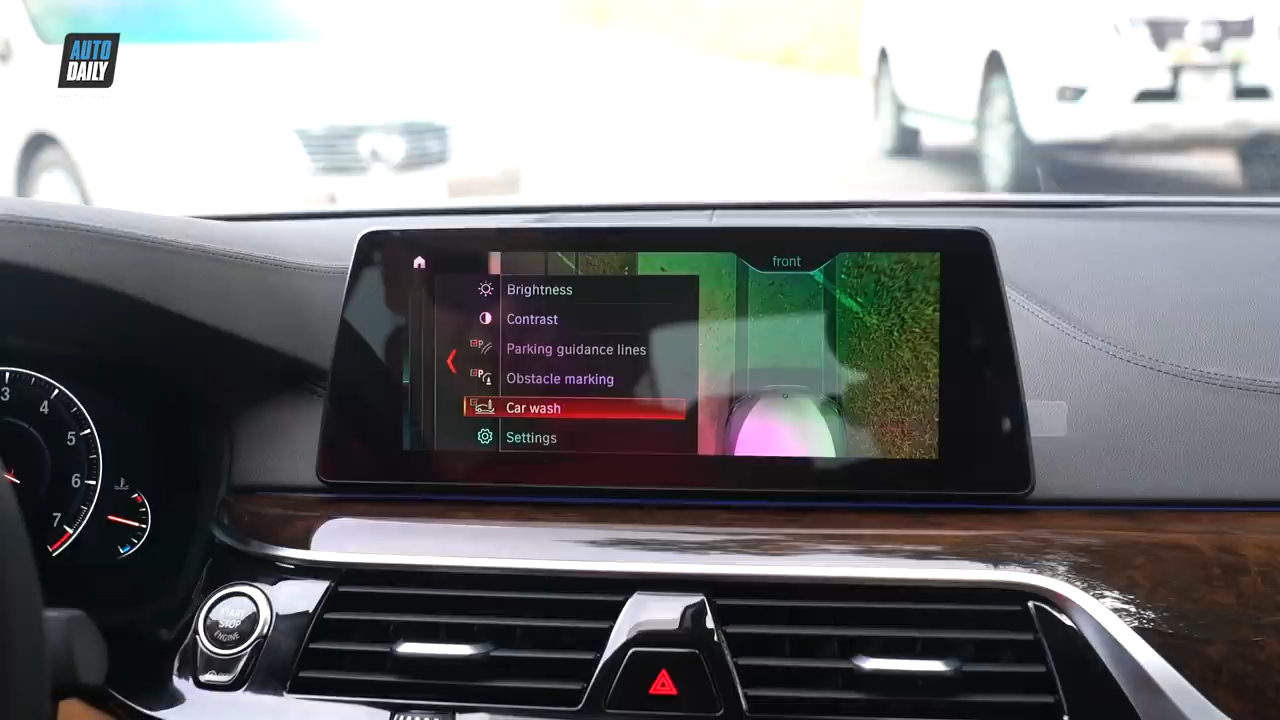 AUTO
DAILY
front
Brightness
Contrast
Parking guidance lines
Obstacle marking
Car wash
Settings
3
4
5
6
7
START
STOP
ENGINE